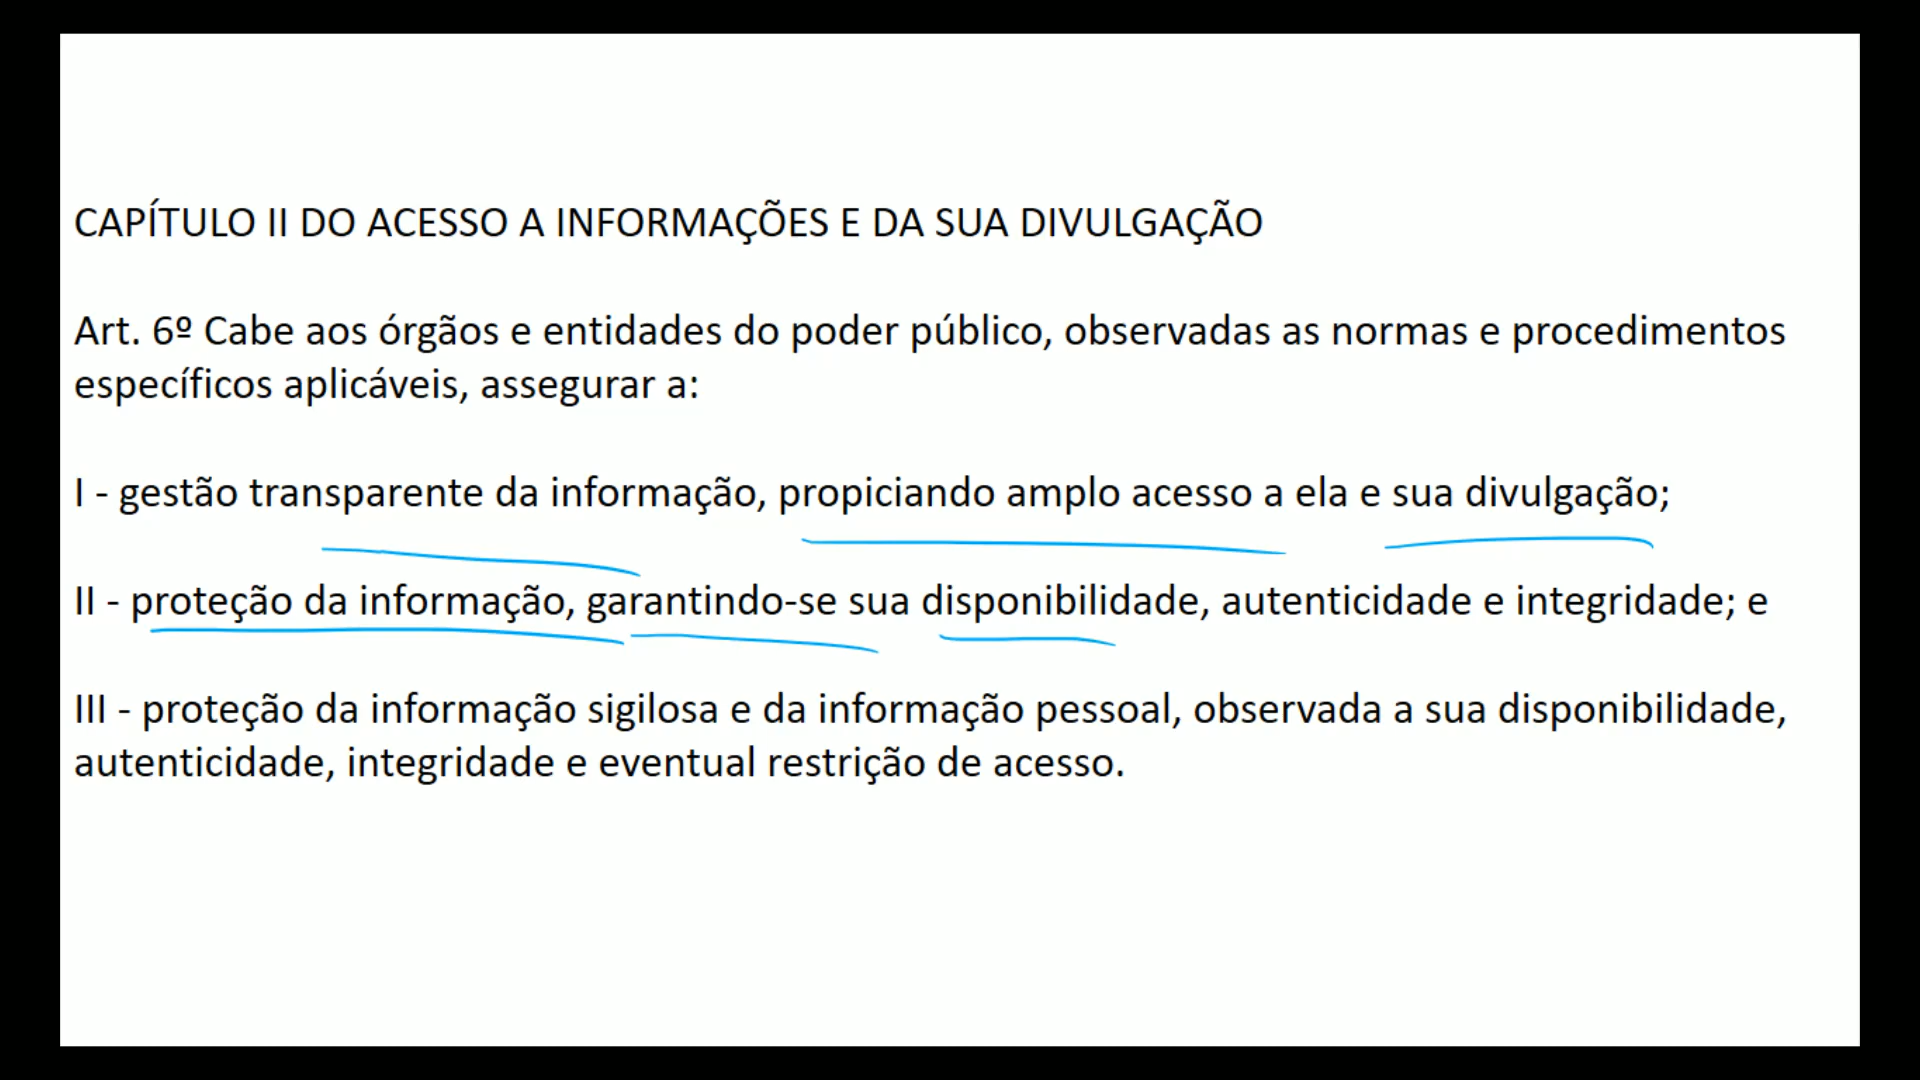 CAPÍTULO II DO ACESSO A INFORMAÇÕES E DA SUA DIVULGAÇÃO
Art. 6º Cabe aos órgãos e entidades do poder público, observadas as normas e procedimentos
específicos aplicáveis, assegurar a:
I - gestão transparente da informação, propiciando amplo acesso a ela e sua divulgação;
II - proteção da informação, garantindo-se sua disponibilidade, autenticidade e integridade; e
III - proteção da informação sigilosa e da informação pessoal, observada a sua disponibilidade,
autenticidade, integridade e eventual restrição de acesso.